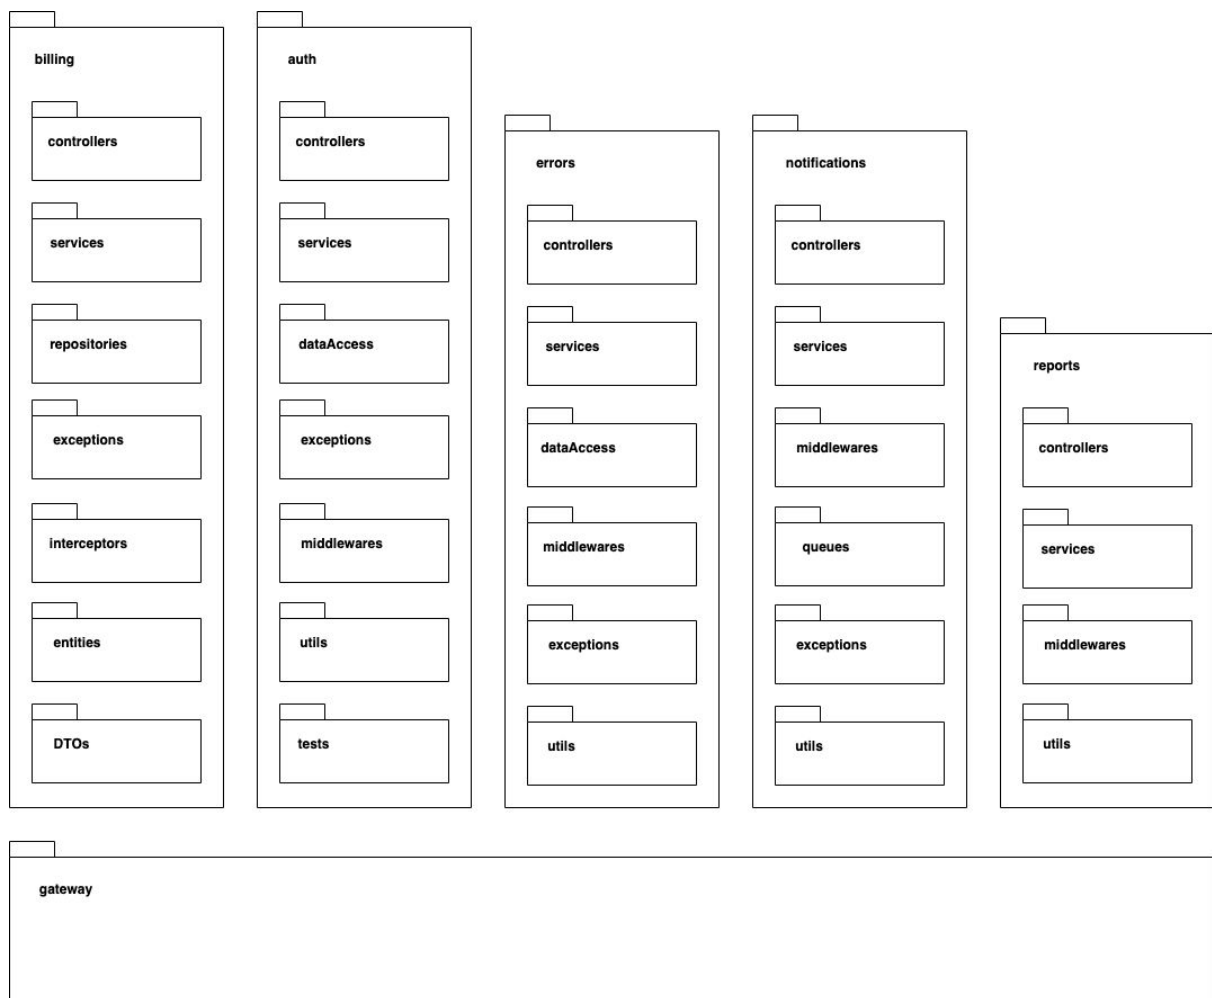 billing
controllers
services
repositories
exceptions
interceptors
entities
DTOs
auth
controllers
services
dataAccess
exceptions
middlewares
utils
tests
errors
controllers
services
dataAccess
middlewares
exceptions
utils
notifications
controllers
services
middlewares
queues
exceptions
utils
reports
controllers
services
middlewares
utils
gateway